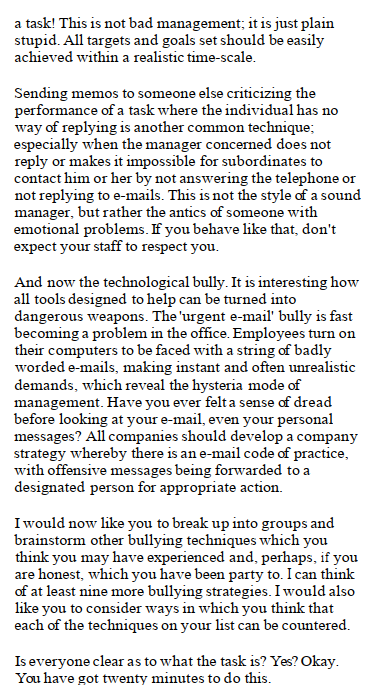 a task! This is not bad management; it is just plain
stupid. All targets and goals set should be easily
achieved within a realistic time-scale.
Sending memos to someone else criticizing the
performance of a task where the individual has no
way of replying is another common technique;
especially when the manager concerned does not
reply or makes it impossible for subordinates to
contact him or her by not answering the telephone or
not replying to e-mails. This is not the style of a sound
manager, but rather the antics of someone with
emotional problems. If you behave like that, don't
expect your staff to respect you.
And now the technological bully. It is interesting how
all tools designed to help can be turned into
dangerous weapons. The 'urgent e-mail' bully is fast
becoming a problem in the office. Employees turn on
their computers to be faced with a string of badly
worded e-mails, making instant and often unrealistic
demands, which reveal the hysteria mode of
management. Have you ever felt a sense of dread
before looking at your e-mail, even your personal
messages? All companies should develop a company
strategy whereby there is an e-mail code of practice,
with offensive messages being forwarded to a
designated person for appropriate action.
I would now like you to break up into groups and
brainstorm other bullying techniques which you
think you may have experienced and, perhaps, if you
are honest, which you have been party to. I can think
of at least nine more bullying strategies. I would also
like you to consider ways in which you think that
each of the techniques on your list can be countered.
Is everyone clear as to what the task is? Yes? Okay.
You have got twenty minutes to do this.